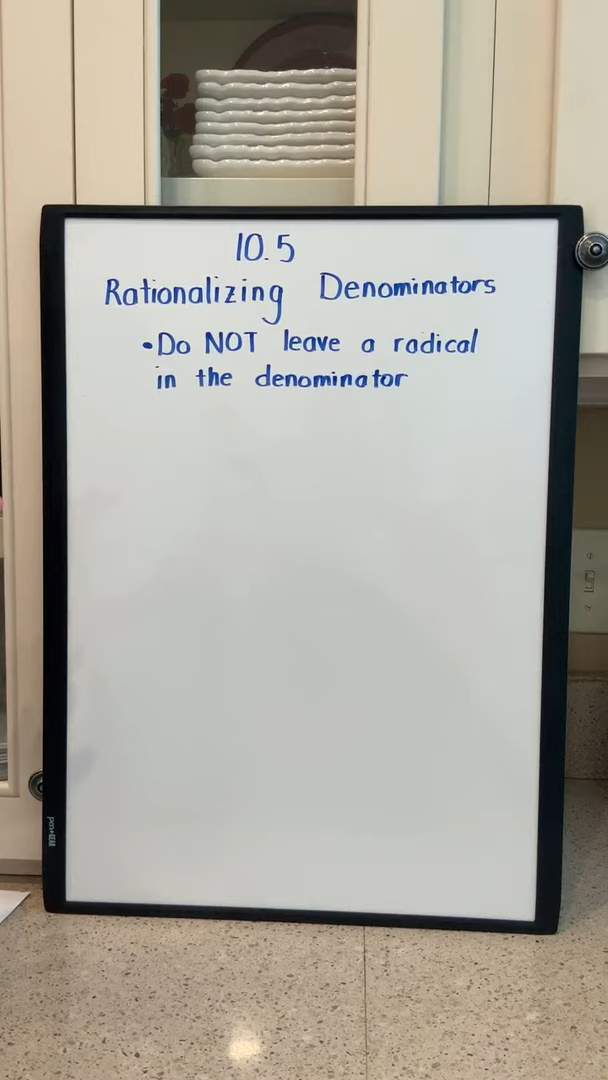 10.5
Rationalizing Denominators
•Do NOT leave a radical
in the denominator